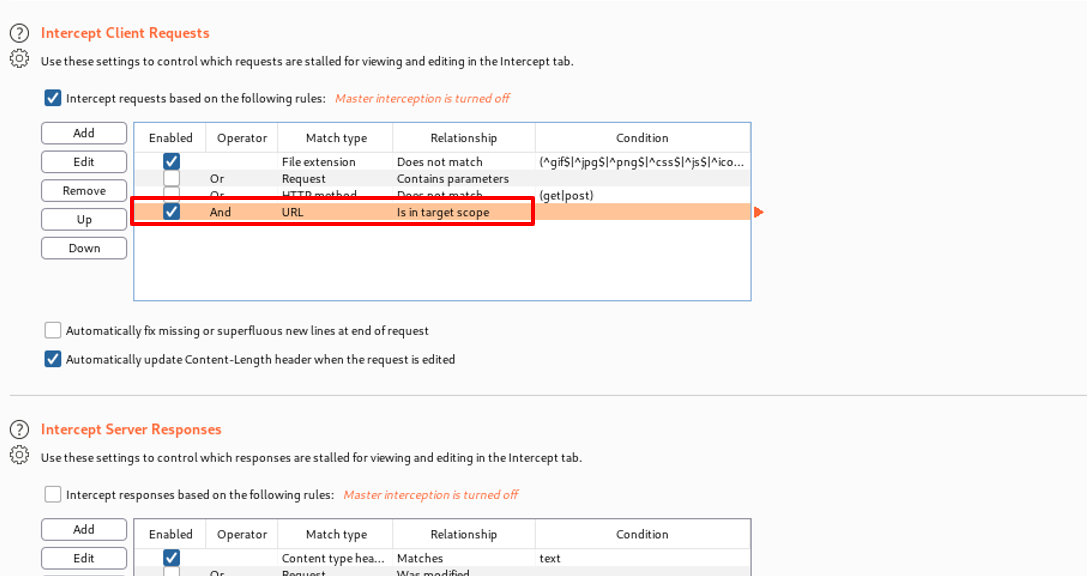 Intercept Client Requests
Use these settings to control which requests are stalled for viewing and editing in the Intercept tab.
Intercept requests based on the following rules: Master interception is turned off
Add
Edit
Remove
Up
Down
Enabled Operator Match type Relationship Condition
File extension Does not match (^gif$|^jpg$|^png$|^css$|^js$|^ico...
Or Request Contains parameters
Or HTTP method Does not match (get|post)
And URL Is in target scope
Automatically fix missing or superfluous new lines at end of request
Automatically update Content-Length header when the request is edited
Intercept Server Responses
Use these settings to control which responses are stalled for viewing and editing in the Intercept tab.
Intercept responses based on the following rules: Master interception is turned off
Add
Edit
Enabled Operator Match type Relationship Condition
Content type hea... Matches text
Or Request Was modified